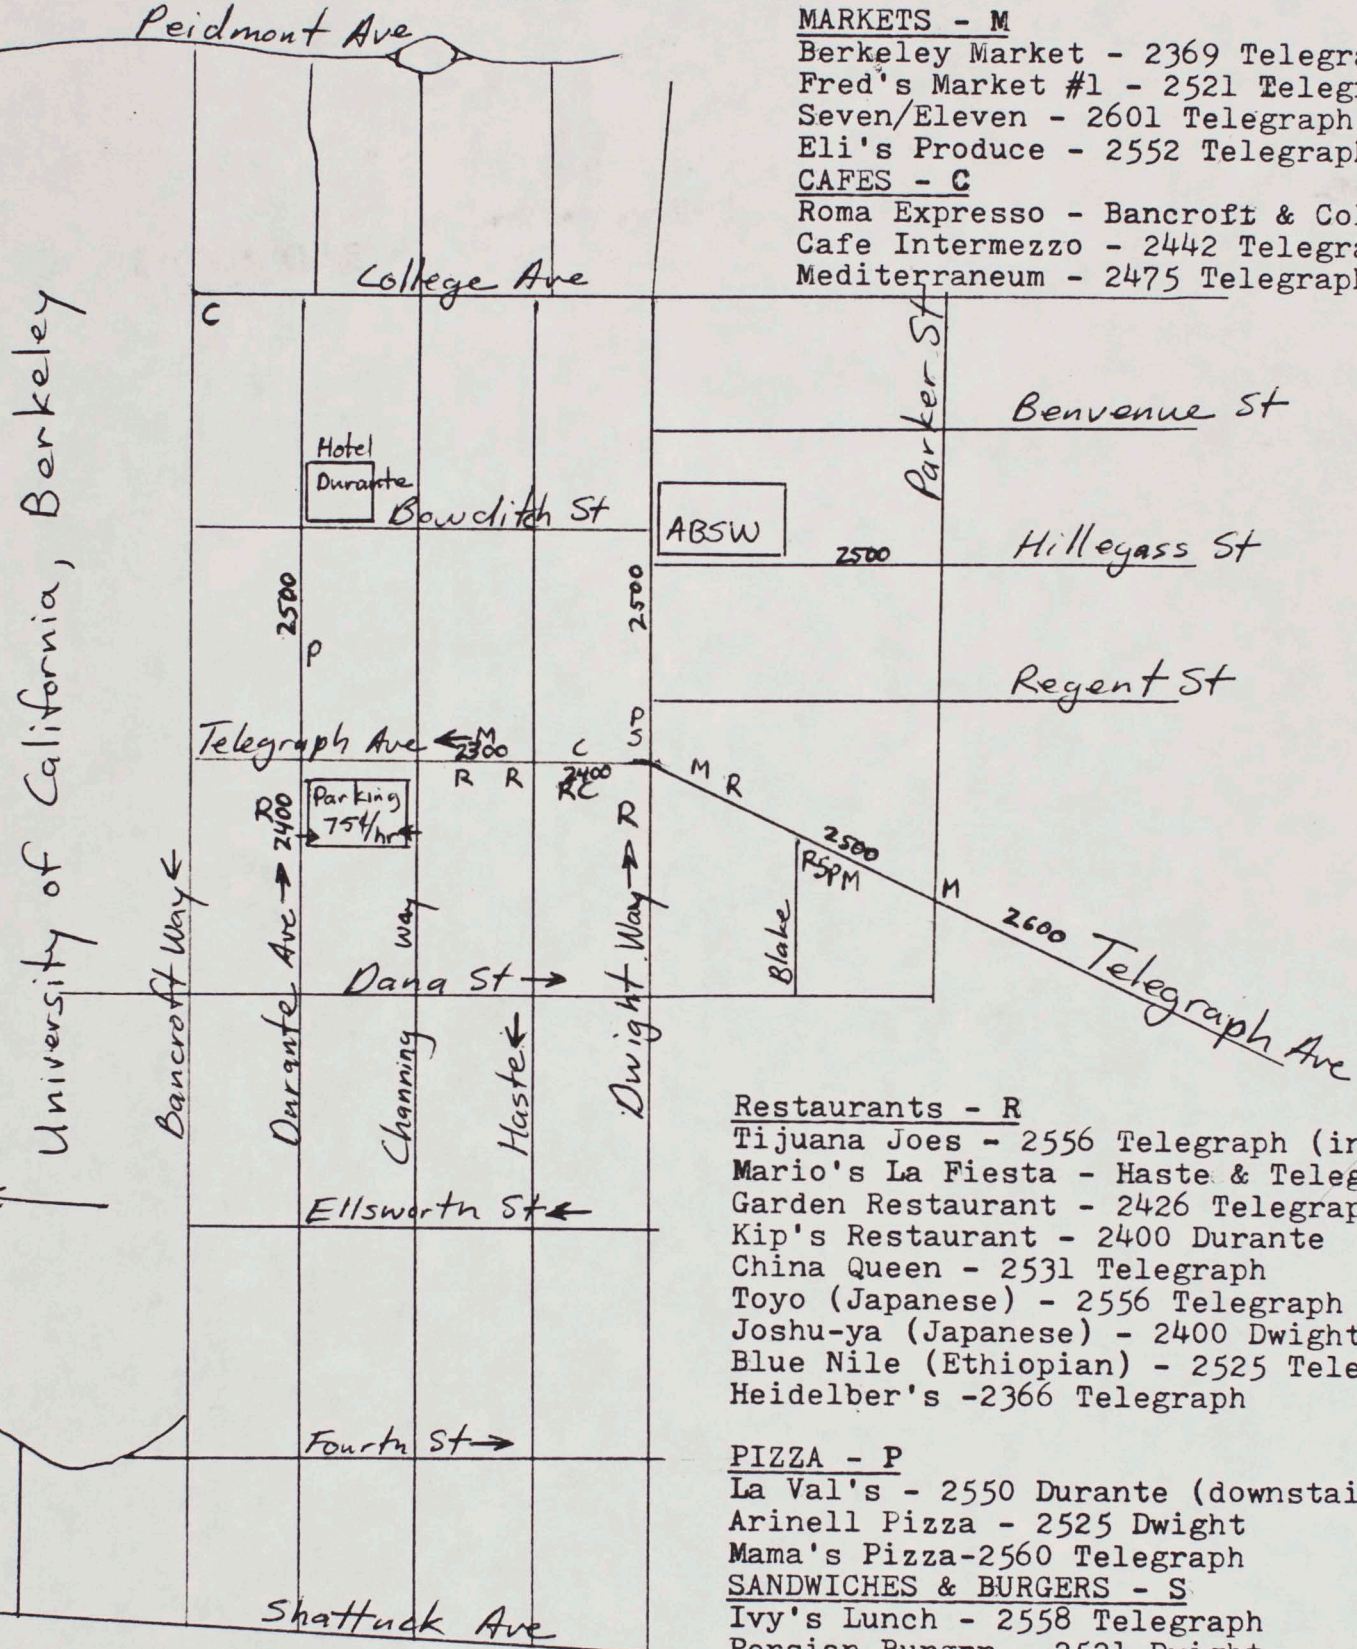 Peidmont Ave
MARKETS - M
Berkeley Market - 2369 Telegra
Fred's Market #1 - 2521 Teleg
Seven/Eleven - 2601 Telegraph
Eli's Produce - 2552 Telegrap
CAFES - C
Roma Expresso - Bancroft & Co
Cafe Intermezzo - 2442 Telegra
Mediterraneum - 2475 Telegraph
College Ave
C
University of California, Berkeley
Parker St
Benvenue St
Hotel
Durante
Bowditch St
ABSW
2500
Hillegass St
2500
2500
P
Regent St
Telegraph Ave ← M
2300
C
P
S
R R
2400
RC
M R
Parking
75¢/hr
R
2400
R
2500
RSPM
M
2600
Telegraph Ave
Blake
Bancroft Way ←
Durante Ave →
Channing Way
Haste ←
Dwight Way →
Dana St →
Ellsworth St ←
Fourth St →
Shattuck Ave
Restaurants - R
Tijuana Joes - 2556 Telegraph (in
Mario's La Fiesta - Haste & Teleg
Garden Restaurant - 2426 Telegrap
Kip's Restaurant - 2400 Durante
China Queen - 2531 Telegraph
Toyo (Japanese) - 2556 Telegraph
Joshu-ya (Japanese) - 2400 Dwight
Blue Nile (Ethiopian) - 2525 Tele
Heidelber's -2366 Telegraph
PIZZA - P
La Val's - 2550 Durante (downstai
Arinell Pizza - 2525 Dwight
Mama's Pizza-2560 Telegraph
SANDWICHES & BURGERS - S
Ivy's Lunch - 2558 Telegraph